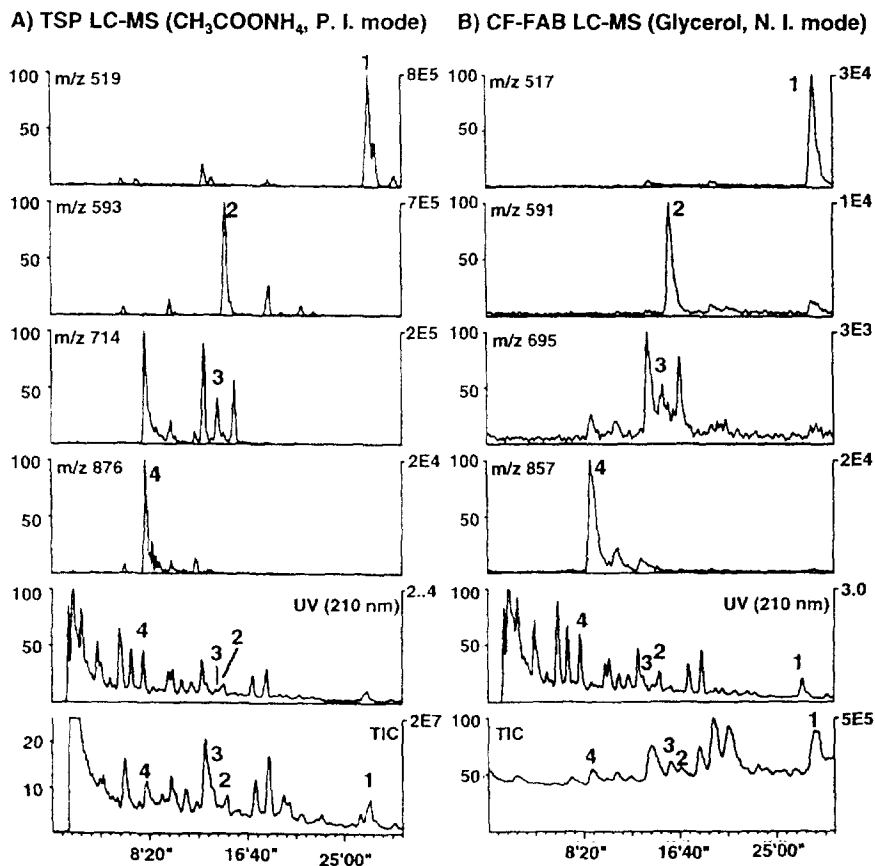 A) TSP LC-MS (CH₃COONH₄, P. I. mode)
B) CF-FAB LC-MS (Glycerol, N. I. mode)
100 m/z 519 1 8E5
50
100 m/z 593 2 7E5
50
100 m/z 714 3 2E5
50
100 m/z 876 4 2E4
50
100 UV (210 nm) 2..4
50 4 3 2
TIC 2E7
20 3
10 4 2 1
8'20" 16'40" 25'00"
100 m/z 517 1 3E4
50
100 m/z 591 2 1E4
50
100 m/z 695 3 3E3
50
100 m/z 857 4 2E4
50
100 UV (210 nm) 3.0
50 4 3 2 1
100 TIC 1 5E5
50 4 3 2
8'20" 16'40" 25'00"